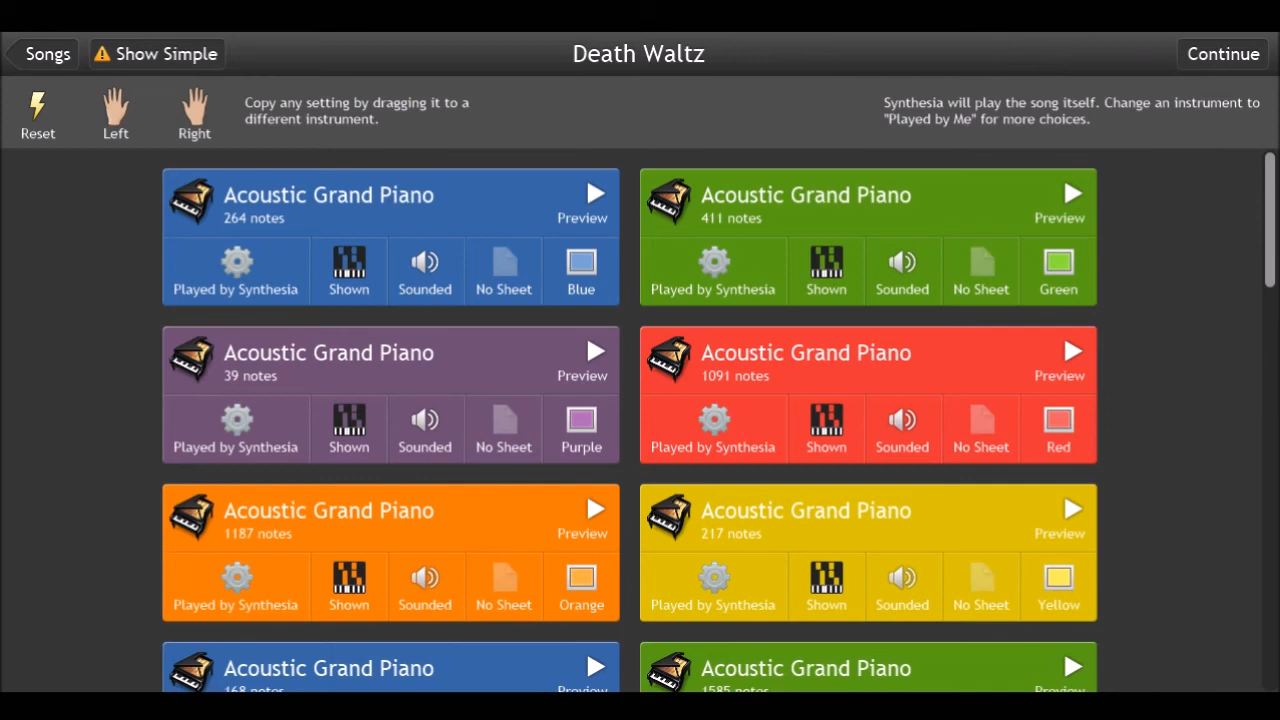 Songs
Show Simple
Death Waltz
Continue
Reset
Left
Right
Copy any setting by dragging it to a
different instrument.
Synthesia will play the song itself. Change an instrument to
"Played by Me" for more choices.
Acoustic Grand Piano
264 notes
Preview
Played by Synthesia
Shown
Sounded
No Sheet
Blue
Acoustic Grand Piano
411 notes
Preview
Played by Synthesia
Shown
Sounded
No Sheet
Green
Acoustic Grand Piano
39 notes
Preview
Played by Synthesia
Shown
Sounded
No Sheet
Purple
Acoustic Grand Piano
1091 notes
Preview
Played by Synthesia
Shown
Sounded
No Sheet
Red
Acoustic Grand Piano
1187 notes
Preview
Played by Synthesia
Shown
Sounded
No Sheet
Orange
Acoustic Grand Piano
217 notes
Preview
Played by Synthesia
Shown
Sounded
No Sheet
Yellow
Acoustic Grand Piano
168 notes
Preview
Acoustic Grand Piano
1585 notes
Preview